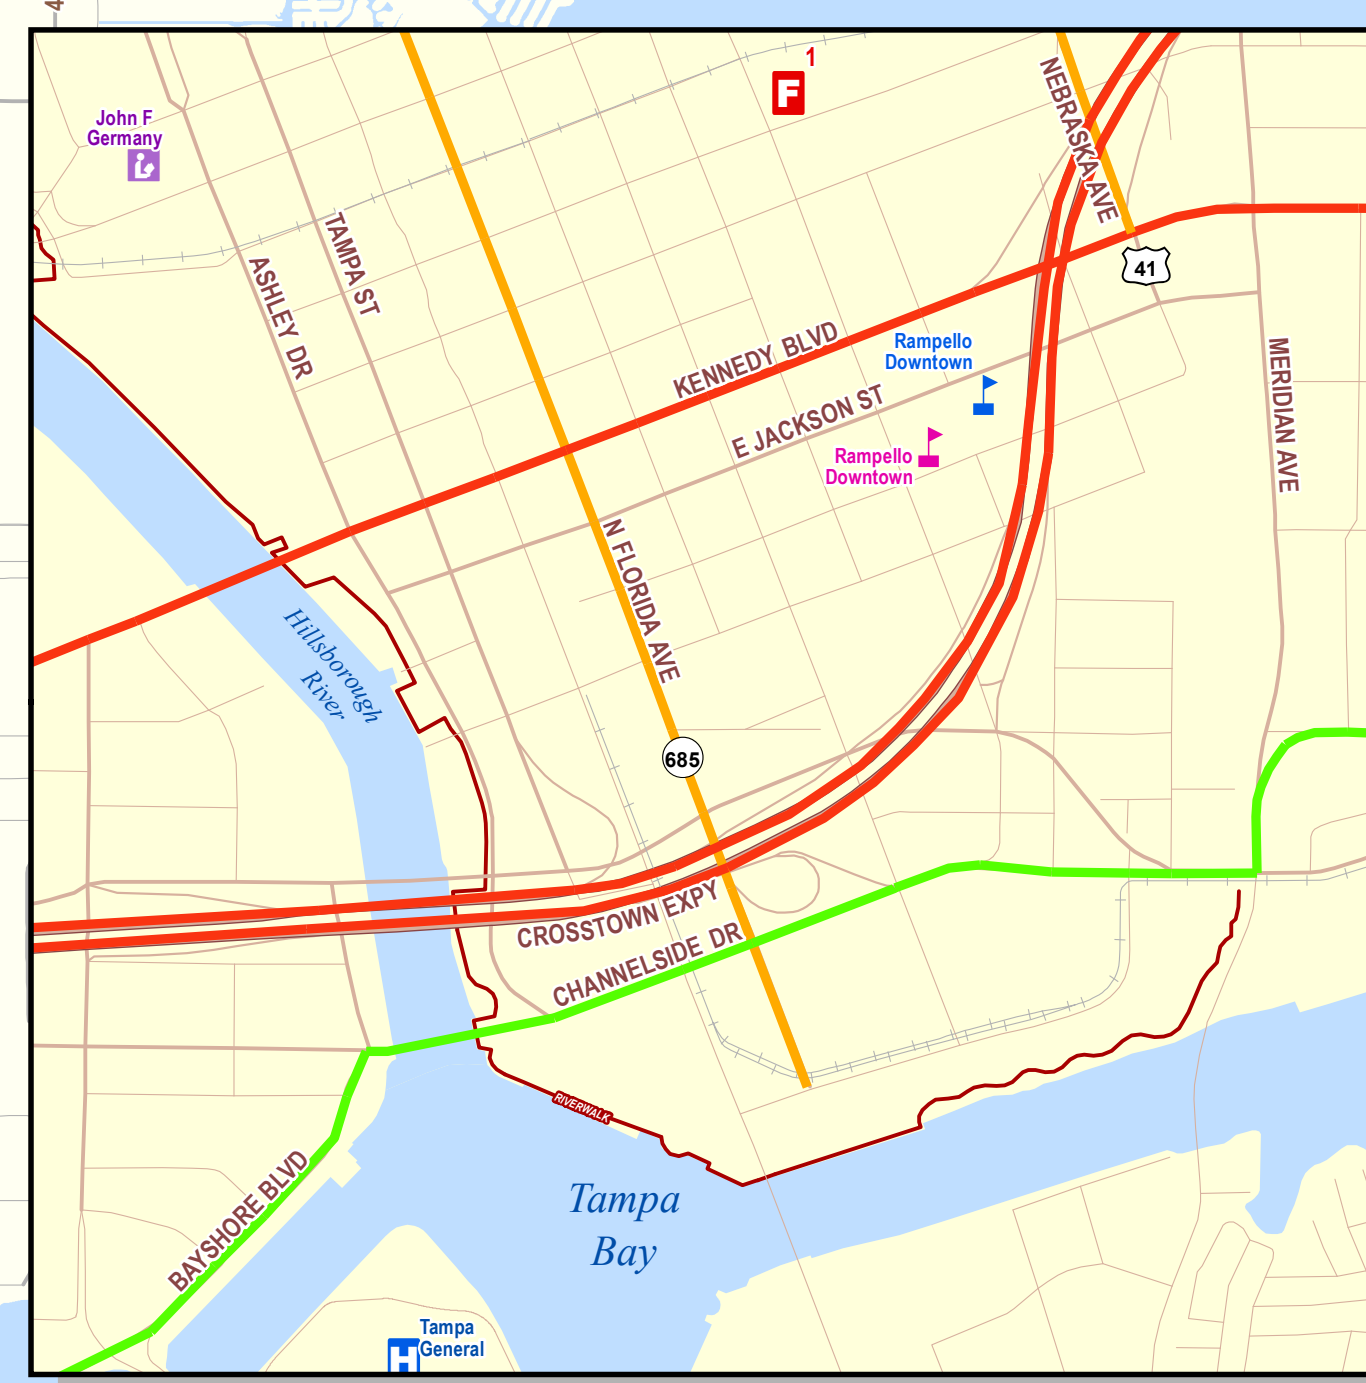 4
1
F
John F
Germany
NEBRASKA AVE
TAMPA ST
ASHLEY DR
41
KENNEDY BLVD
Rampello
Downtown
MERIDIAN AVE
E JACKSON ST
Rampello
Downtown
N FLORIDA AVE
Hillsborough
River
685
CROSSTOWN EXPY
CHANNELSIDE DR
RIVERWALK
BAYSHORE BLVD
Tampa
Bay
Tampa
General
H